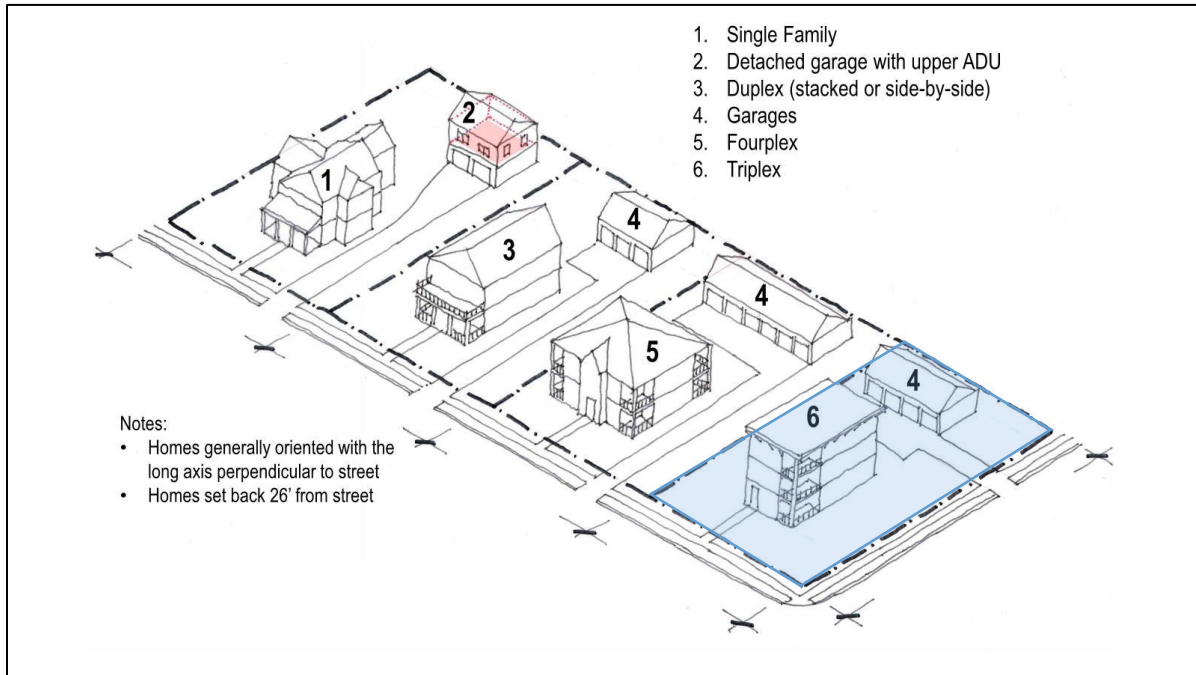 1. Single Family
2. Detached garage with upper ADU
3. Duplex (stacked or side-by-side)
4. Garages
5. Fourplex
6. Triplex
2
1
4
3
4
5
4
6
Notes:
• Homes generally oriented with the
long axis perpendicular to street
• Homes set back 26’ from street